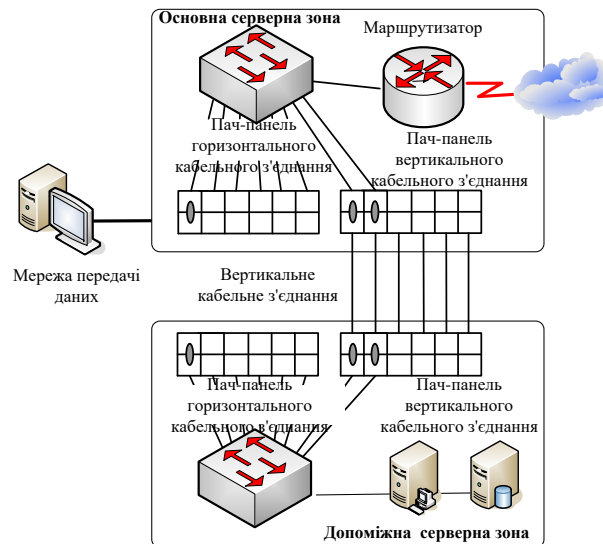 Основна серверна зона
Маршрутизатор
Пач-панель
горизонтального
кабельного з'єднання
Пач-панель
вертикального
кабельного з'єднання
Мережа передачі
даних
Вертикальне
кабельне з'єднання
Пач-панель
горизонтального
кабельного в'єднання
Пач-панель
вертикального
кабельного з'єднання
Допоміжна серверна зона